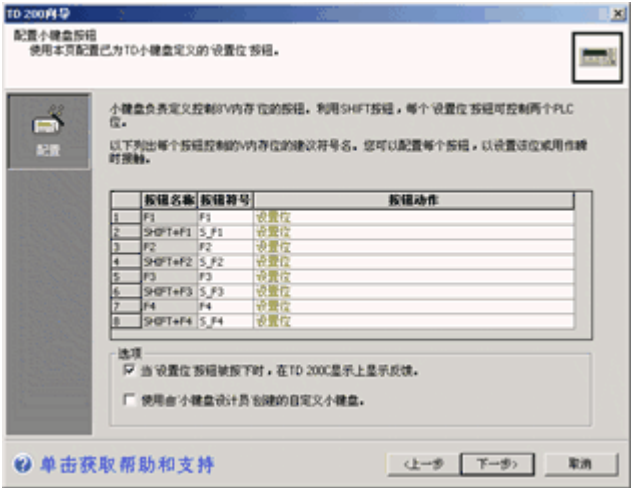 TD 200向导
配置小键盘按钮
使用本页配置已为TD小键盘定义的'设置位'按钮。
小键盘负责定义控制8V内存'位的按钮。利用SHIFT按钮，每个'设置位'按钮可控制两个PLC
位。
以下列出每个按钮控制的V内存位的建议符号名。您可以配置每个按钮，以设置该位或用作瞬
时接触。
配置
按钮名称 按钮符号 按钮动作
1 F1 F1 设置位
2 SHIFT+F1 S_F1 设置位
3 F2 F2 设置位
4 SHIFT+F2 S_F2 设置位
5 F3 F3 设置位
6 SHIFT+F3 S_F3 设置位
7 F4 F4 设置位
8 SHIFT+F4 S_F4 设置位
选项
当'设置位'按钮被按下时，在TD 200C显示上显示反馈。
使用由'小键盘设计员'创建的自定义小键盘。
单击获取帮助和支持
<上一步 下一步> 取消